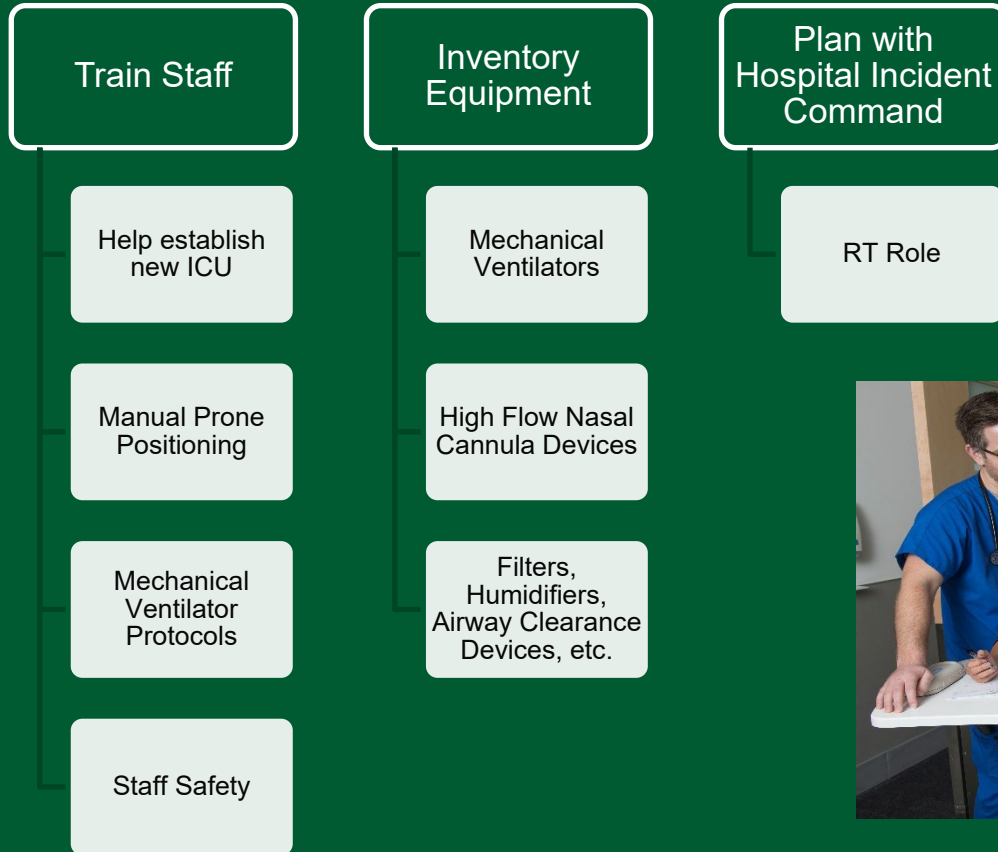 Train Staff
Help establish
new ICU
Manual Prone
Positioning
Mechanical
Ventilator
Protocols
Staff Safety
Inventory
Equipment
Mechanical
Ventilators
High Flow Nasal
Cannula Devices
Filters,
Humidifiers,
Airway Clearance
Devices, etc.
Plan with
Hospital Incident
Command
RT Role